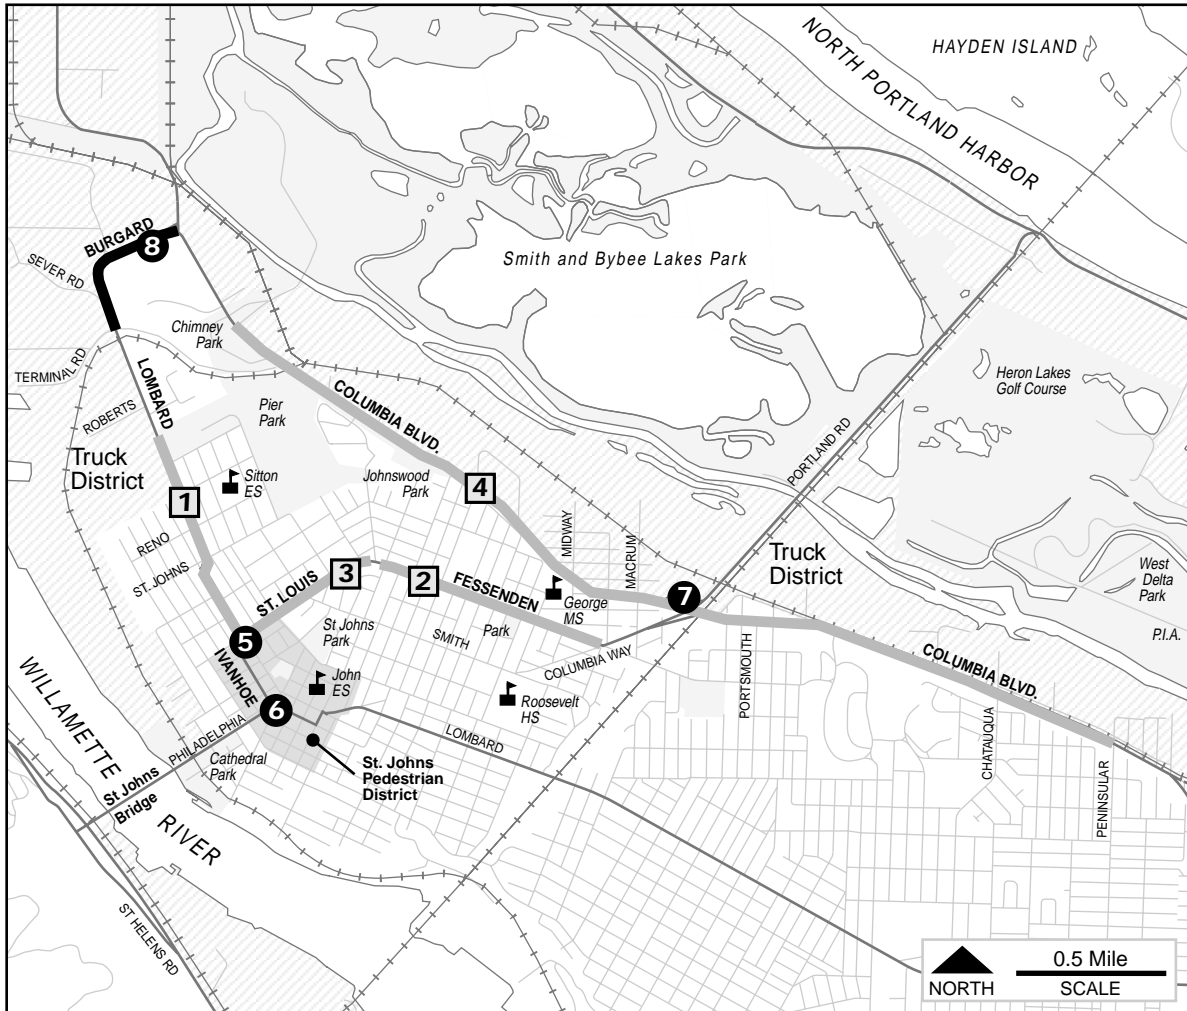 HAYDEN ISLAND
NORTH PORTLAND HARBOR
BURGARD
8
SEVER RD
Smith and Bybee Lakes Park
Chimney
Park
TERMINAL RD
LOMBARD
ROBERTS
Pier
Park
COLUMBIA BLVD.
Heron Lakes
Golf Course
PORTLAND RD
Truck
District
Sitton
ES
1
Johnswood
Park
4
RENO
ST. JOHNS
MIDWAY
MACRUM
Truck
District
West
Delta
Park
P.I.A.
ST. LOUIS
3
2
FESSENDEN
George
MS
7
St Johns
Park
SMITH
Park
COLUMBIA WAY
5
IVANHOE
John
ES
Roosevelt
HS
PORTSMOUTH
COLUMBIA BLVD.
6
PHILADELPHIA
Cathedral
Park
LOMBARD
CHATAUQUA
PENINSULAR
St. Johns
Pedestrian
District
St Johns
Bridge
WILLAMETTE RIVER
ST HELENS RD
NORTH
0.5 Mile
SCALE